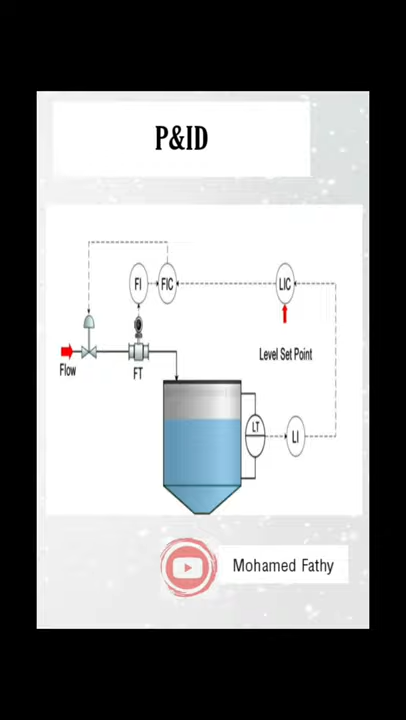 P&ID
FI
FIC
LIC
Level Set Point
Flow
FT
LT
LI
Mohamed Fathy